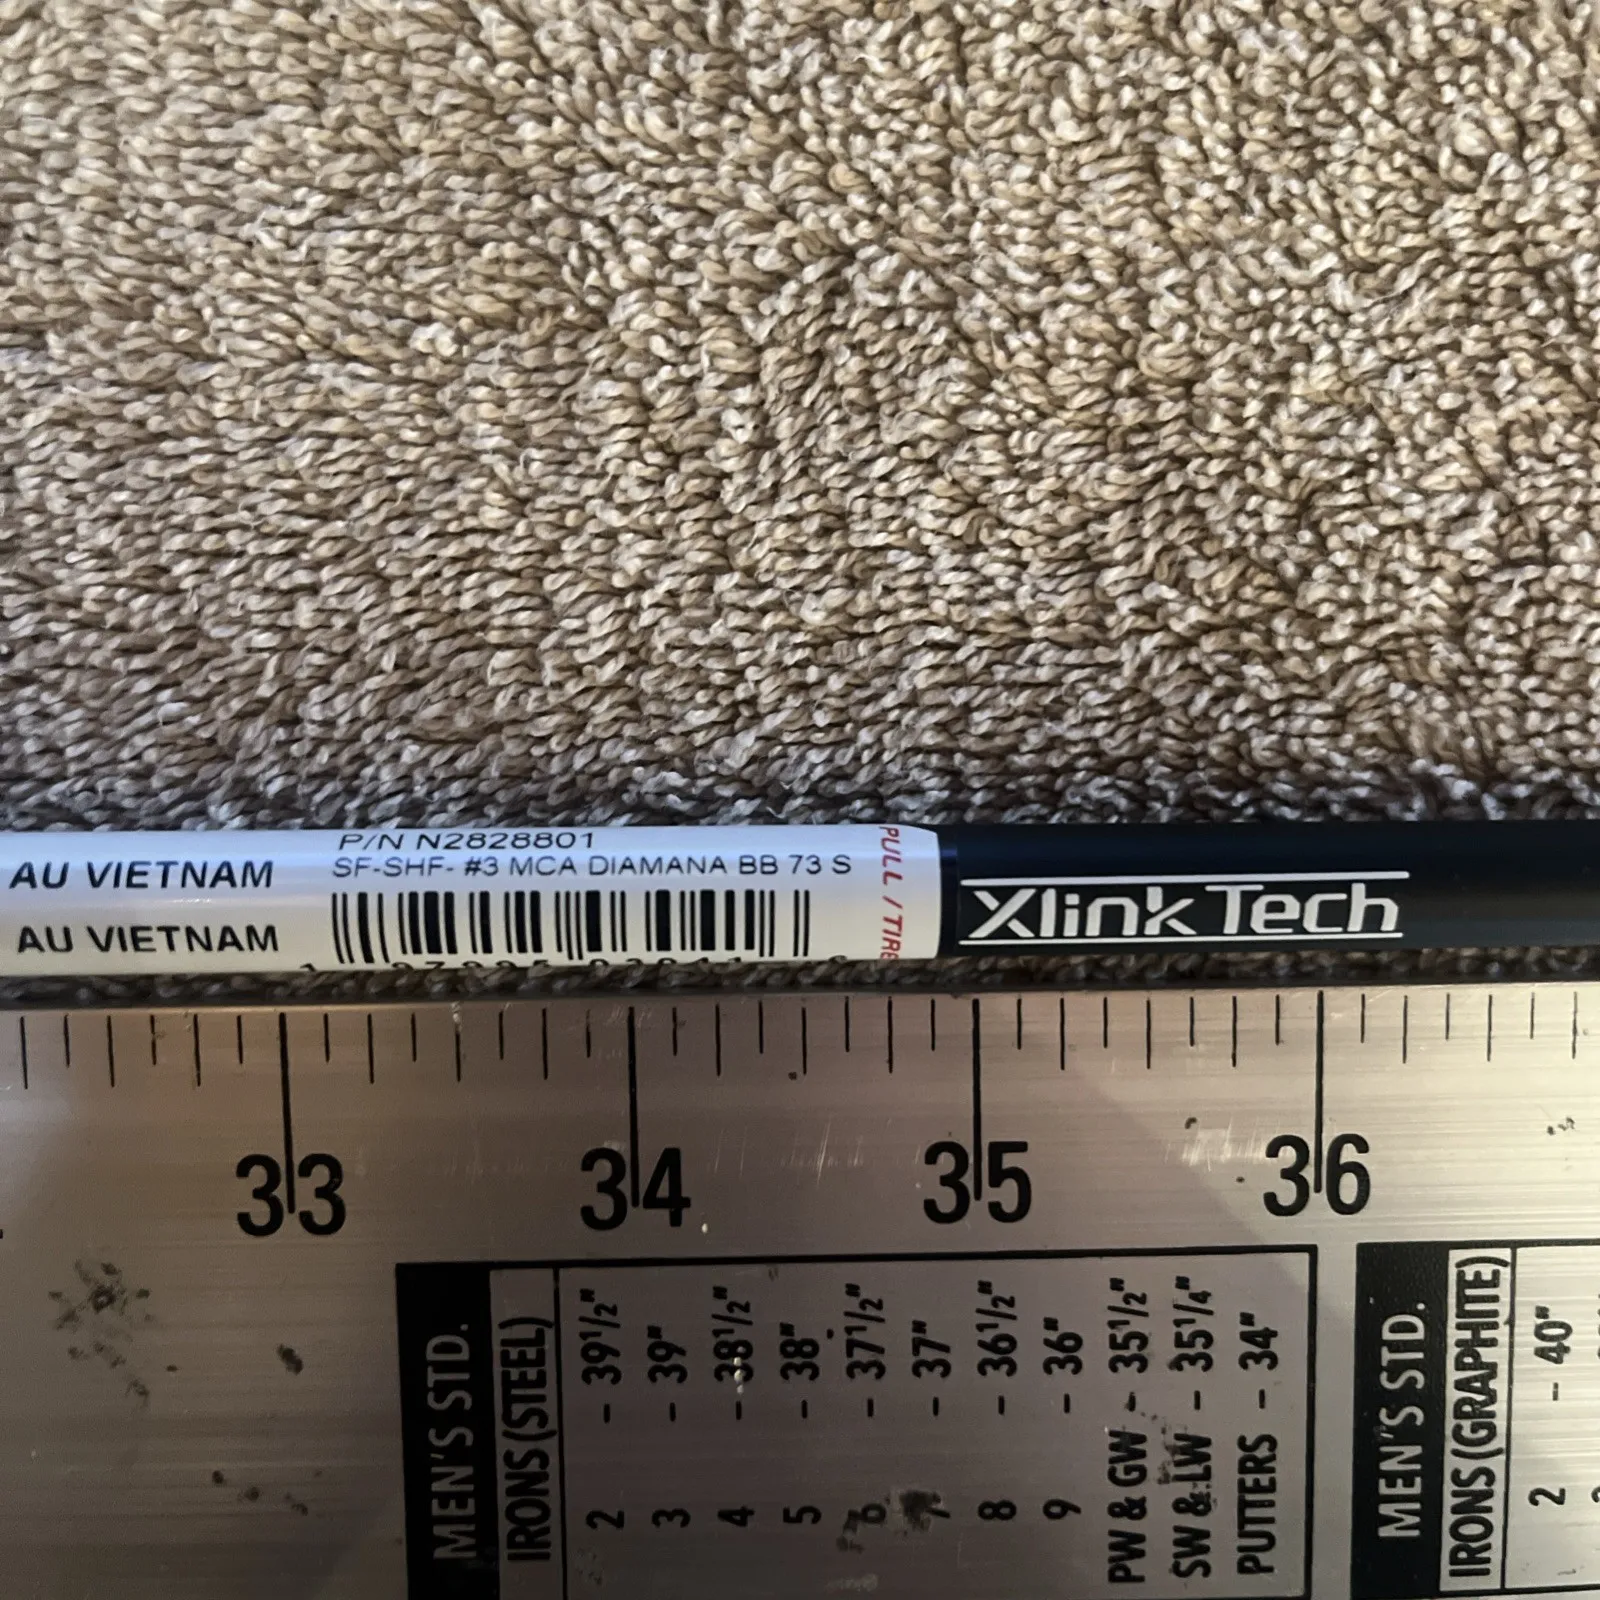 AU VIETNAM
AU VIETNAM
P/N N2828801
SF-SHF- #3 MCA DIAMANA BB 73 S
PULL / TIRE
Xlink Tech
33 34 35 36
MEN'S STD.
IRONS (STEEL)
2 - 39½"
3 - 39"
4 - 38½"
5 - 38"
6 - 37½"
7 - 37"
8 - 36½"
9 - 36"
PW & GW - 35½"
SW & LW - 35¼"
PUTTERS - 34"
MEN'S STD.
IRONS (GRAPHITE)
2 - 40"